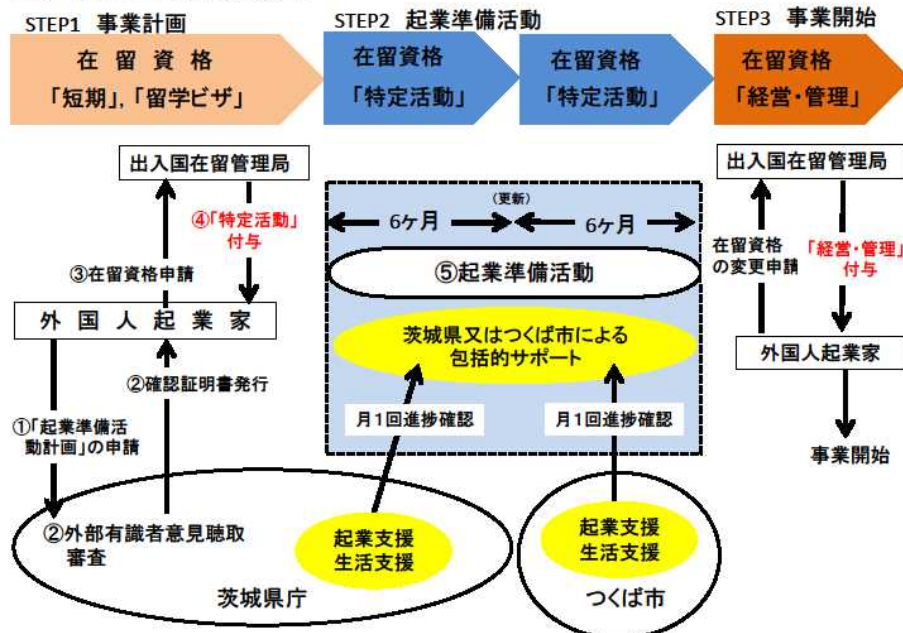 STEP1 事業計画
STEP2 起業準備活動
STEP3 事業開始
在留資格
「短期」,「留学ビザ」
在留資格
「特定活動」
在留資格
「特定活動」
在留資格
「経営・管理」
出入国在留管理局
④「特定活動」
付与
③在留資格申請
外国人起業家
②確認証明書発行
①「起業準備活
動計画」の申請
②外部有識者意見聴取
審査
起業支援
生活支援
茨城県庁
(更新)
6ヶ月
6ヶ月
⑤起業準備活動
茨城県又はつくば市による
包括的サポート
月1回進捗確認
月1回進捗確認
起業支援
生活支援
つくば市
出入国在留管理局
在留資格
の変更申請
「経営・管理」
付与
外国人起業家
事業開始